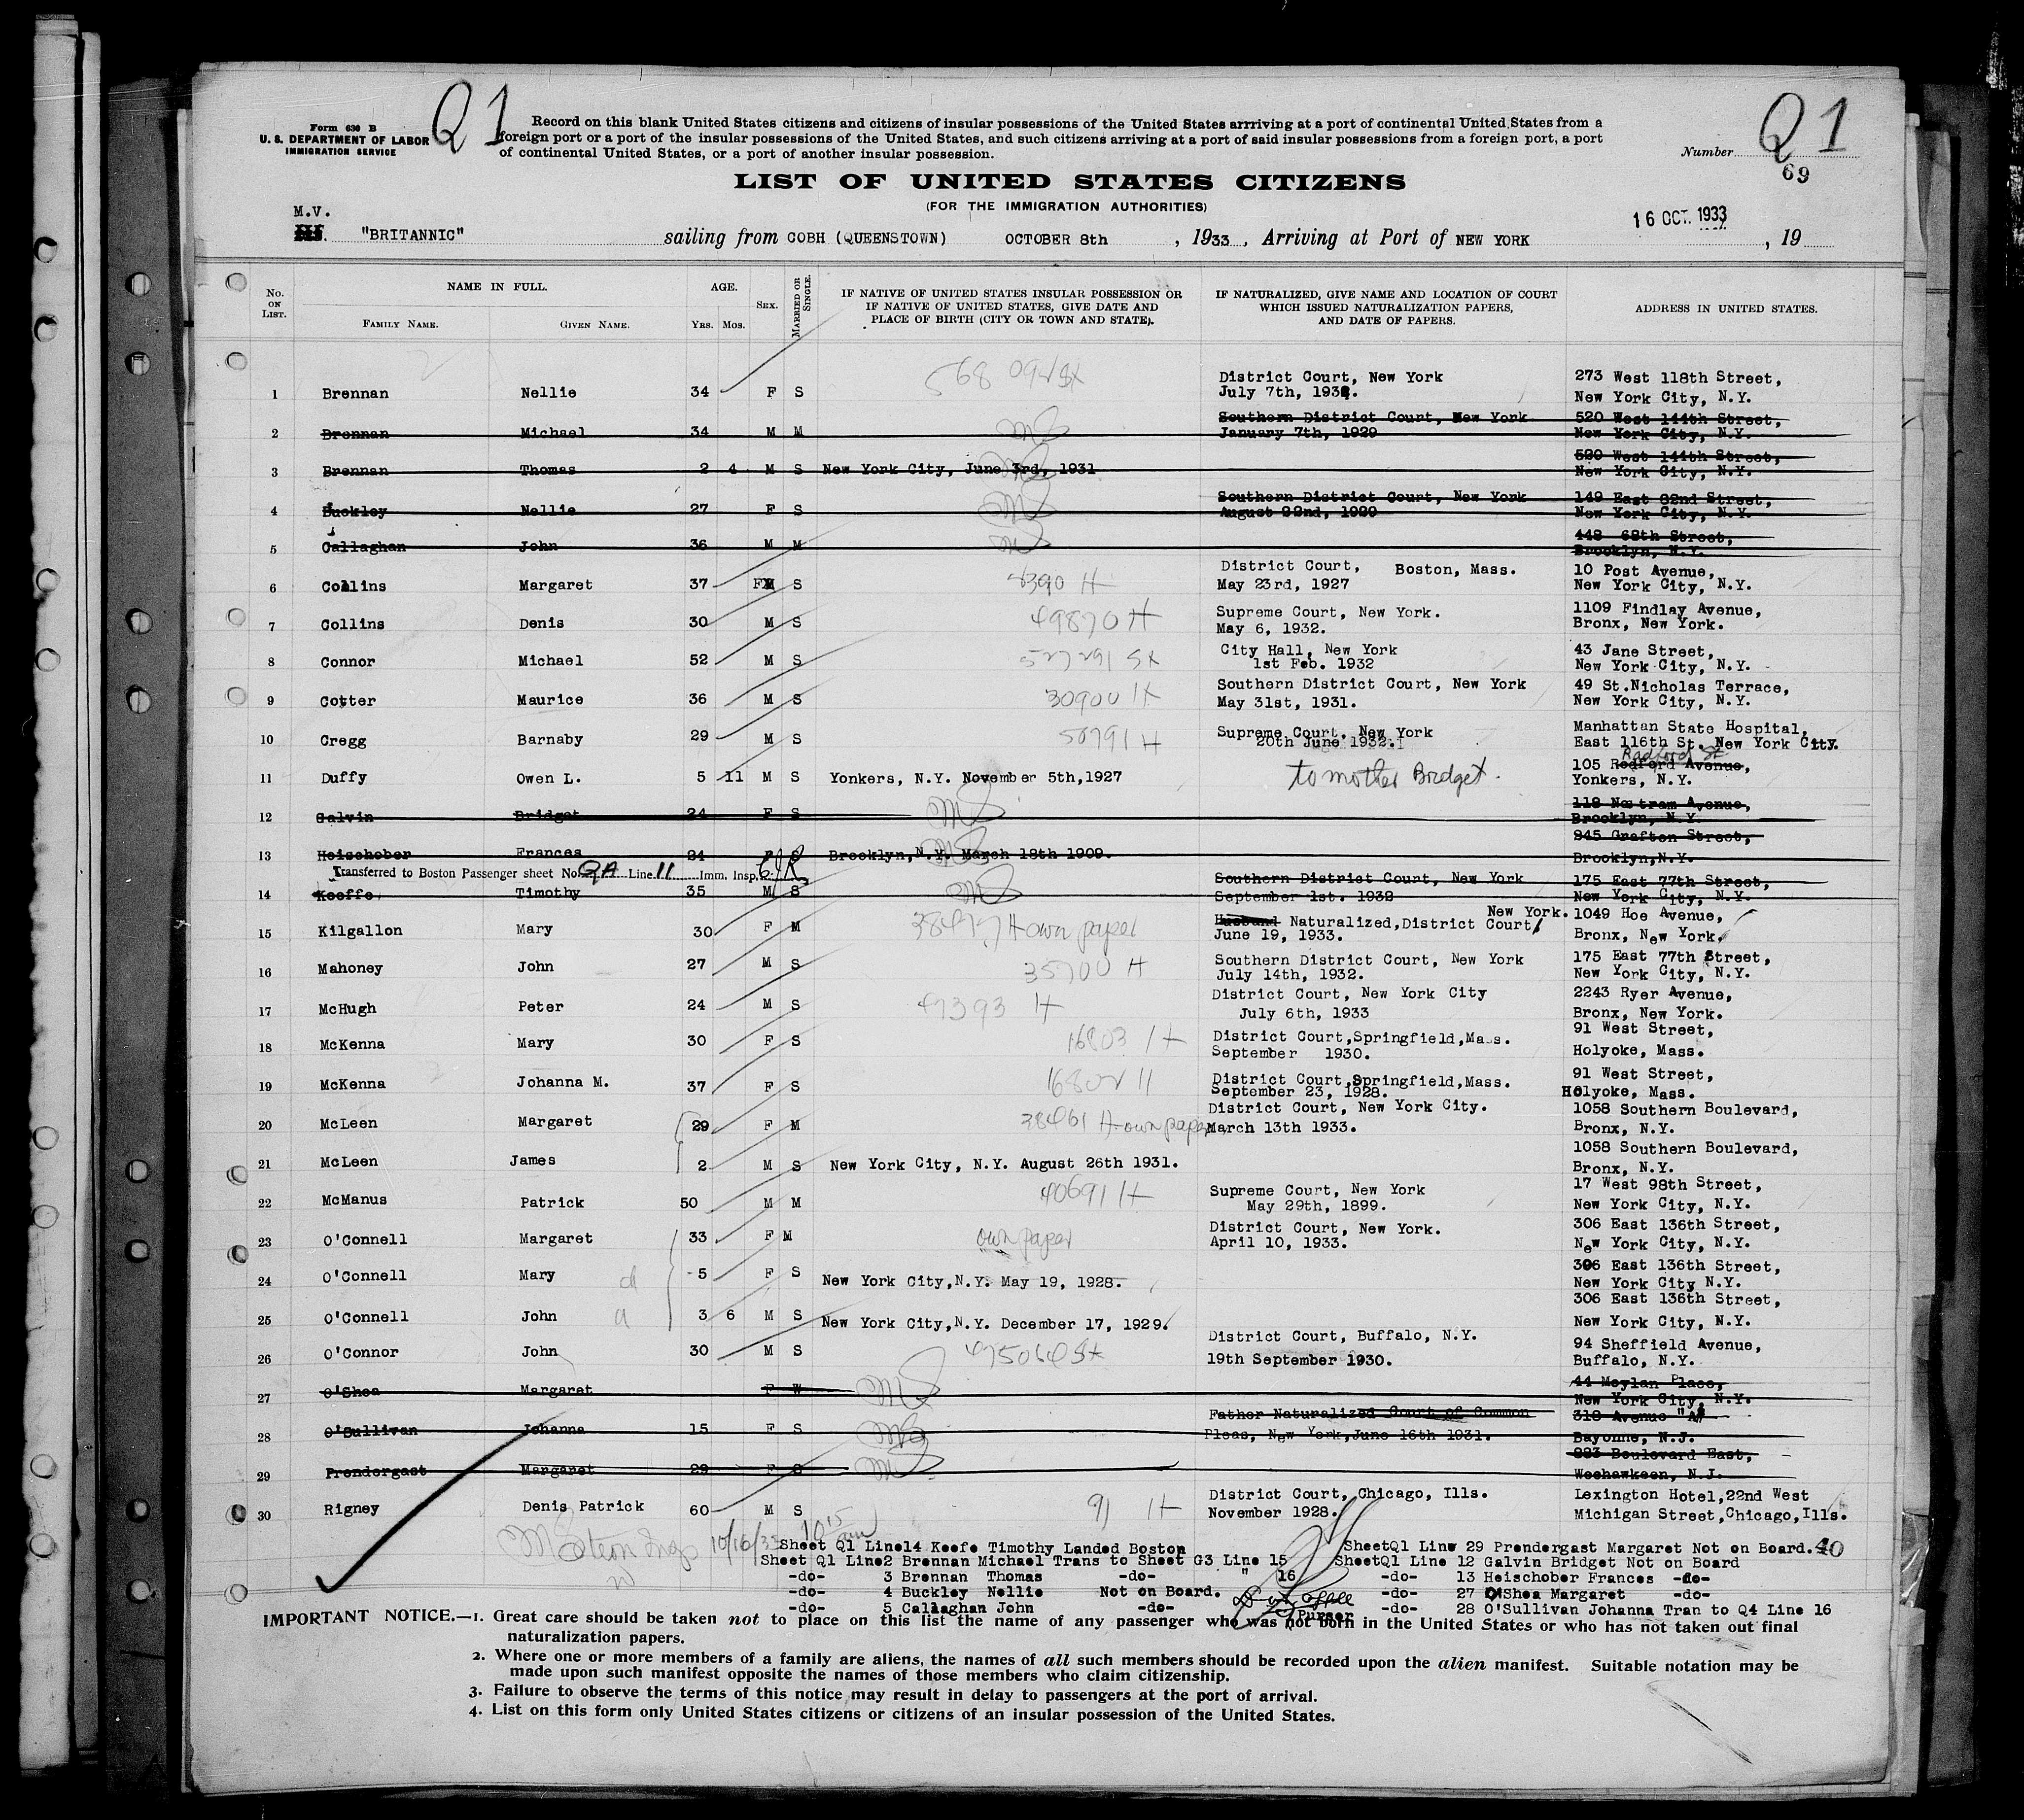 Q1
Form 630 B
U. S. DEPARTMENT OF LABOR
IMMIGRATION SERVICE
Record on this blank United States citizens and citizens of insular possessions of the United States arrriving at a port of continental United States from a
foreign port or a port of the insular possessions of the United States, and such citizens arriving at a port of said insular possessions from a foreign port, a port
of continental United States, or a port of another insular possession.
Number Q1
69
LIST OF UNITED STATES CITIZENS
(FOR THE IMMIGRATION AUTHORITIES)
M.V. "BRITANNIC" sailing from COBH (QUEENSTOWN) OCTOBER 8th, 1933, Arriving at Port of NEW YORK 16 OCT. 1933, 19
No. ON LIST. NAME IN FULL. FAMILY NAME. GIVEN NAME. AGE. YRS. MOS. SEX. MARRIED OR SINGLE. IF NATIVE OF UNITED STATES INSULAR POSSESSION OR IF NATIVE OF UNITED STATES, GIVE DATE AND PLACE OF BIRTH (CITY OR TOWN AND STATE). IF NATURALIZED, GIVE NAME AND LOCATION OF COURT WHICH ISSUED NATURALIZATION PAPERS, AND DATE OF PAPERS. ADDRESS IN UNITED STATES.
1 Brennan Nellie 34 F S District Court, New York July 7th, 1932. 273 West 118th Street, New York City, N.Y.
2 Brennan Michael 34 M M Southern District Court, New York January 7th, 1929 520 West 144th Street, New York City, N.Y.
3 Brennan Thomas 2 4 M S New York City, June 3rd, 1931 520 West 144th Street, New York City, N.Y.
4 Buckley Nellie 27 F S Southern District Court, New York August 22nd, 1929 149 East 82nd Street, New York City, N.Y.
5 Callaghan John 36 M M 448 68th Street, Brooklyn, N.Y.
6 Collins Margaret 37 F S District Court, Boston, Mass. May 23rd, 1927 10 Post Avenue, New York City, N.Y.
7 Collins Denis 30 M S 49870 H Supreme Court, New York. May 6, 1932. 1109 Findlay Avenue, Bronx, New York.
8 Connor Michael 52 M S City Hall, New York 1st Feb. 1932 43 Jane Street, New York City, N.Y.
9 Cotter Maurice 36 M S 30900 H Southern District Court, New York May 31st, 1931. 49 St.Nicholas Terrace, New York City, N.Y.
10 Gregg Barnaby 29 M S Supreme Court. New York 20th June 1932. Manhattan State Hospital, East 116th St. New York City.
11 Duffy Owen L. 5 11 M S Yonkers, N.Y. November 5th,1927 to mother Bridget. 105 Redford Avenue, Radford St Yonkers, N.Y.
12 Galvin Bridget 24 F S Brooklyn, N.Y.
13 Heischober Frances 24 F S Brooklyn,N.Y. March 18th 1909. 245 Grafton Street, Brooklyn,N.Y.
Transferred to Boston Passenger sheet No. QA Line 11 Imm. Insp.
14 Keeffe Timothy 35 M S Southern District Court, New York September 1st. 1932 175 East 77th Street, New York City, N.Y.
15 Kilgallon Mary 30 F M own paper Husband Naturalized,District Court, New York. June 19, 1933. 1049 Hoe Avenue, Bronx, New York.
16 Mahoney John 27 M S 35700 H Southern District Court, New York July 14th, 1932. 175 East 77th Street, New York City, N.Y.
17 McHugh Peter 24 M S District Court, New York City July 6th, 1933 2243 Ryer Avenue, Bronx, New York.
18 McKenna Mary 30 F S 16803 H District Court,Springfield,Mass. September 1930. 91 West Street, Holyoke, Mass.
19 McKenna Johanna M. 37 F S District Court,Springfield,Mass. September 23, 1928. 91 West Street, Holyoke, Mass.
20 McLeen Margaret 29 F M 38461 H own paper District Court, New York City. March 13th 1933. 1058 Southern Boulevard, Bronx, N.Y.
21 McLeen James 2 M S New York City, N.Y. August 26th 1931. 1058 Southern Boulevard, Bronx, N.Y.
22 McManus Patrick 50 M M 40691 H Supreme Court, New York May 29th, 1899. 17 West 98th Street, New York City, N.Y.
23 O'Connell Margaret 33 F M own paper District Court, New York. April 10, 1933. 306 East 136th Street, New York City, N.Y.
24 O'Connell Mary 5 F S New York City,N.Y. May 19, 1928. 306 East 136th Street, New York City N.Y.
25 O'Connell John 3 6 M S New York City,N.Y. December 17, 1929. 306 East 136th Street, New York City, N.Y.
26 O'Connor John 30 M S District Court, Buffalo, N.Y. 19th September 1930. 94 Sheffield Avenue, Buffalo, N.Y.
27 O'Shea Margaret F W 44 Moylan Place, New York City, N.Y.
28 O'Sullivan Johanna 15 F S Father Naturalized Court of Common Pleas, New York,June 16th 1931. 318 Avenue "A" Bayonne, N.J.
29 Prendergast Margaret 29 F S 883 Boulevard East, Weehawken, N.J.
30 Rigney Denis Patrick 60 M S 91 H District Court, Chicago, Ills. November 1928. Lexington Hotel,22nd West Michigan Street,Chicago,Ills.
10/16/33 10 15 am
Sheet Q1 Line14 Keefe Timothy Landed Boston
Sheet Q1 Line2 Brennan Michael Trans to Sheet G3 Line 15
-do- 3 Brennan Thomas -do- " 16
-do- 4 Buckley Nellie Not on Board.
-do- 5 Callaghan John -do-
Purser
SheetQ1 Line 29 Prendergast Margaret Not on Board. 40
SheetQ1 Line 12 Galvin Bridget Not on Board
-do- 13 Heischober Frances -do-
-do- 27 O'Shea Margaret -do-
-do- 28 O'Sullivan Johanna Tran to Q4 Line 16
IMPORTANT NOTICE.—1. Great care should be taken not to place on this list the name of any passenger who was not born in the United States or who has not taken out final
naturalization papers.
2. Where one or more members of a family are aliens, the names of all such members should be recorded upon the alien manifest. Suitable notation may be
made upon such manifest opposite the names of those members who claim citizenship.
3. Failure to observe the terms of this notice may result in delay to passengers at the port of arrival.
4. List on this form only United States citizens or citizens of an insular possession of the United States.